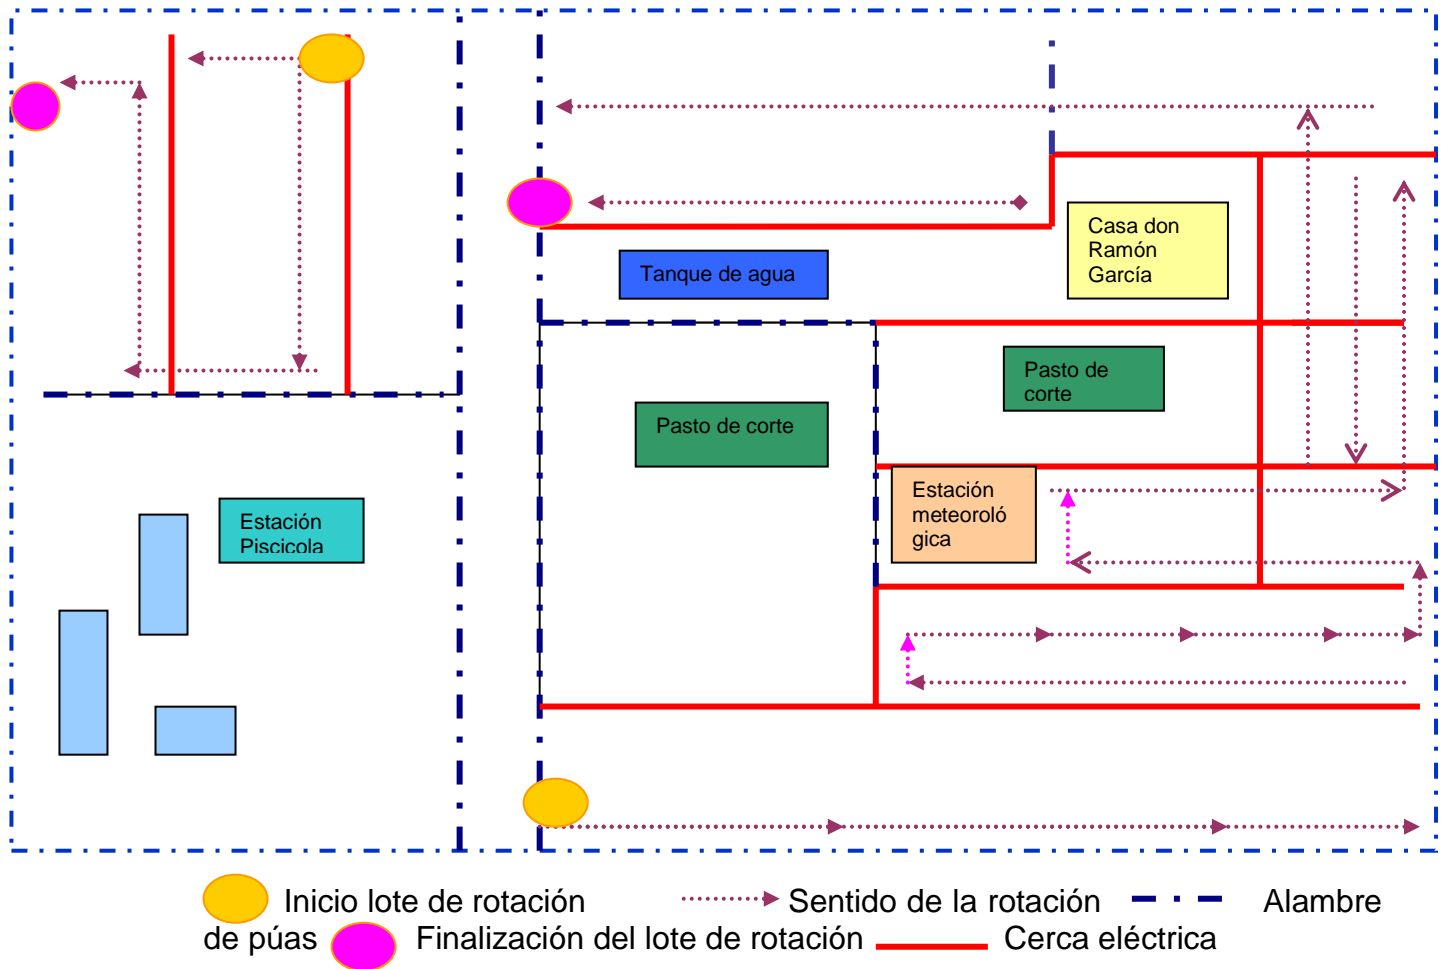 Casa don
Ramón
García
Tanque de agua
Pasto de
corte
Pasto de corte
Estación
meteoroló
gica
Estación
Piscicola
Inicio lote de rotación
Sentido de la rotación
Alambre
de púas
Finalización del lote de rotación
Cerca eléctrica